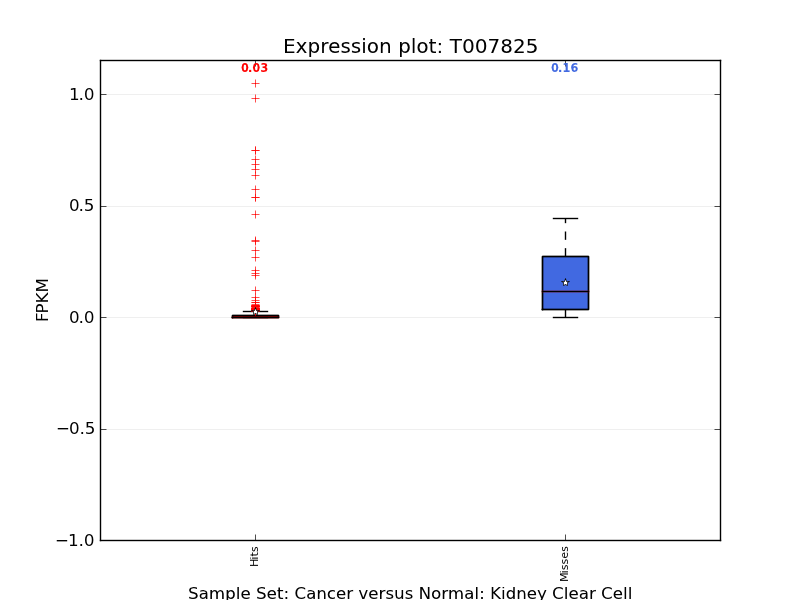 Expression plot: T007825
0.03
0.16
1.0
0.5
0.0
−0.5
−1.0
FPKM
Hits
Misses
Sample Set: Cancer versus Normal: Kidney Clear Cell